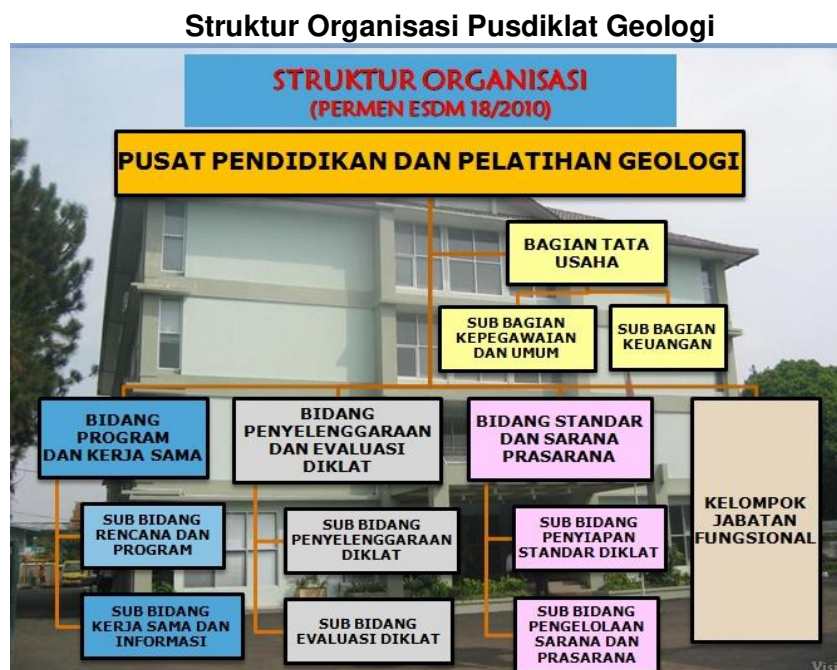 Struktur Organisasi Pusdiklat Geologi
STRUKTUR ORGANISASI
(PERMEN ESDM 18/2010)
PUSAT PENDIDIKAN DAN PELATIHAN GEOLOGI
BAGIAN TATA
USAHA
SUB BAGIAN
KEPEGAWAIAN
DAN UMUM
SUB BAGIAN
KEUANGAN
BIDANG
PROGRAM
DAN KERJA SAMA
SUB BIDANG
RENCANA DAN
PROGRAM
SUB BIDANG
KERJA SAMA DAN
INFORMASI
BIDANG
PENYELENGGARAAN
DAN EVALUASI
DIKLAT
SUB BIDANG
PENYELENGGARAAN
DIKLAT
SUB BIDANG
EVALUASI DIKLAT
BIDANG STANDAR
DAN SARANA
PRASARANA
SUB BIDANG
PENYIAPAN
STANDAR DIKLAT
SUB BIDANG
PENGELOLAAN
SARANA DAN
PRASARANA
KELOMPOK
JABATAN
FUNGSIONAL